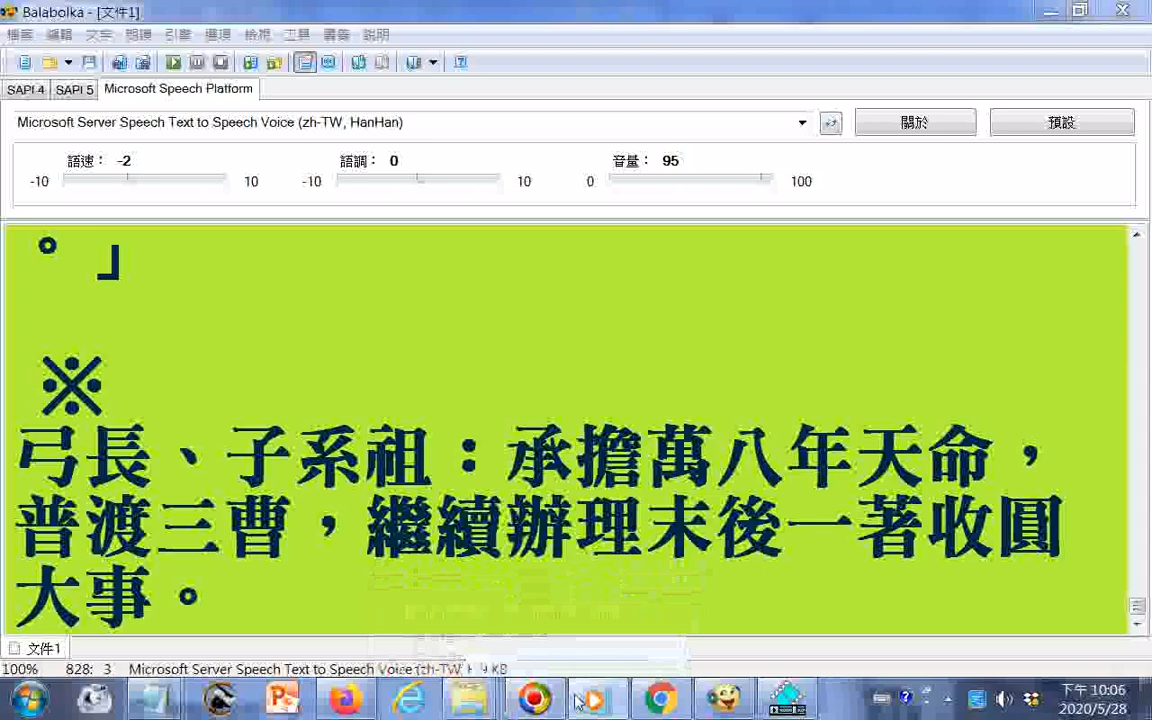 Balabolka - [文件1]
檔案 編輯 文字 閱讀 引書 選項 檢視 工具 書籤 說明
SAPI 4 SAPI 5 Microsoft Speech Platform
Microsoft Server Speech Text to Speech Voice (zh-TW, HanHan)
關於 預設
語速： -2 語調： 0 音量： 95
-10 10 -10 10 0 100
。」
※
弓長、子系祖：承擔萬八年天命，
普渡三曹，繼續辦理末後一著收圓
大事。
文件1
100% 828: 3 Microsoft Server Speech Text to Speech Voice (zh-TW, KB
下午 10:06
2020/5/28